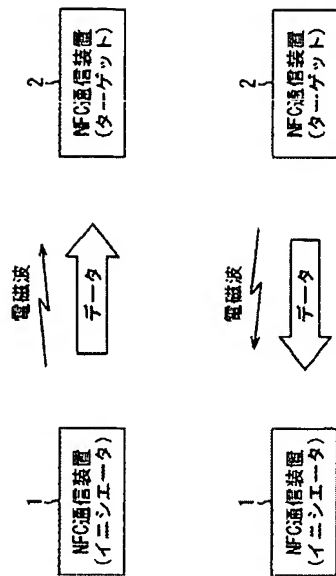 1
NFC通信装置
(イニシエータ)
電磁波
データ
2
NFC通信装置
(ターゲット)
1
NFC通信装置
(イニシエータ)
電磁波
データ
2
NFC通信装置
(ターゲット)